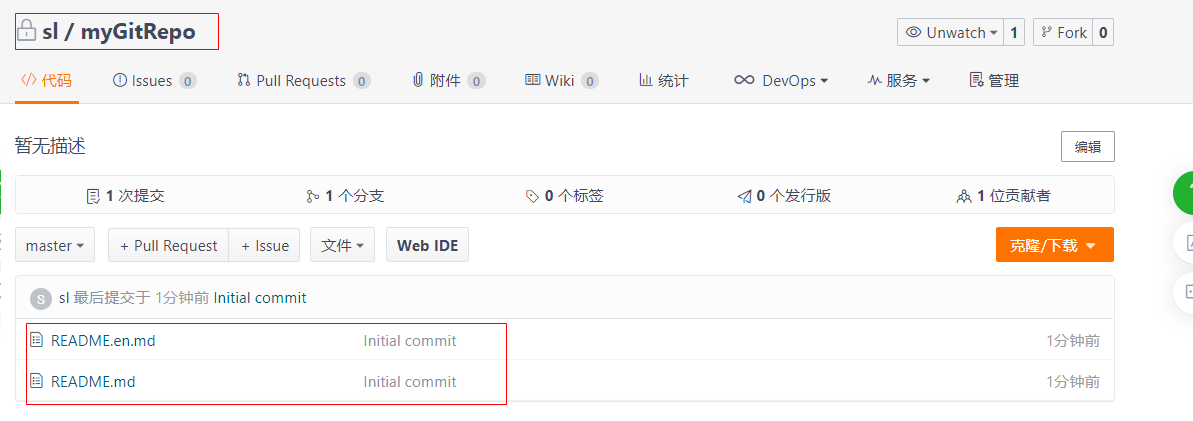 sl / myGitRepo
Unwatch 1 Fork 0
代码 Issues 0 Pull Requests 0 附件 0 Wiki 0 统计 DevOps 服务 管理
暂无描述 编辑
1 次提交 1 个分支 0 个标签 0 个发行版 1 位贡献者
master + Pull Request + Issue 文件 Web IDE 克隆/下载
S sl 最后提交于 1分钟前 Initial commit
README.en.md Initial commit 1分钟前
README.md Initial commit 1分钟前